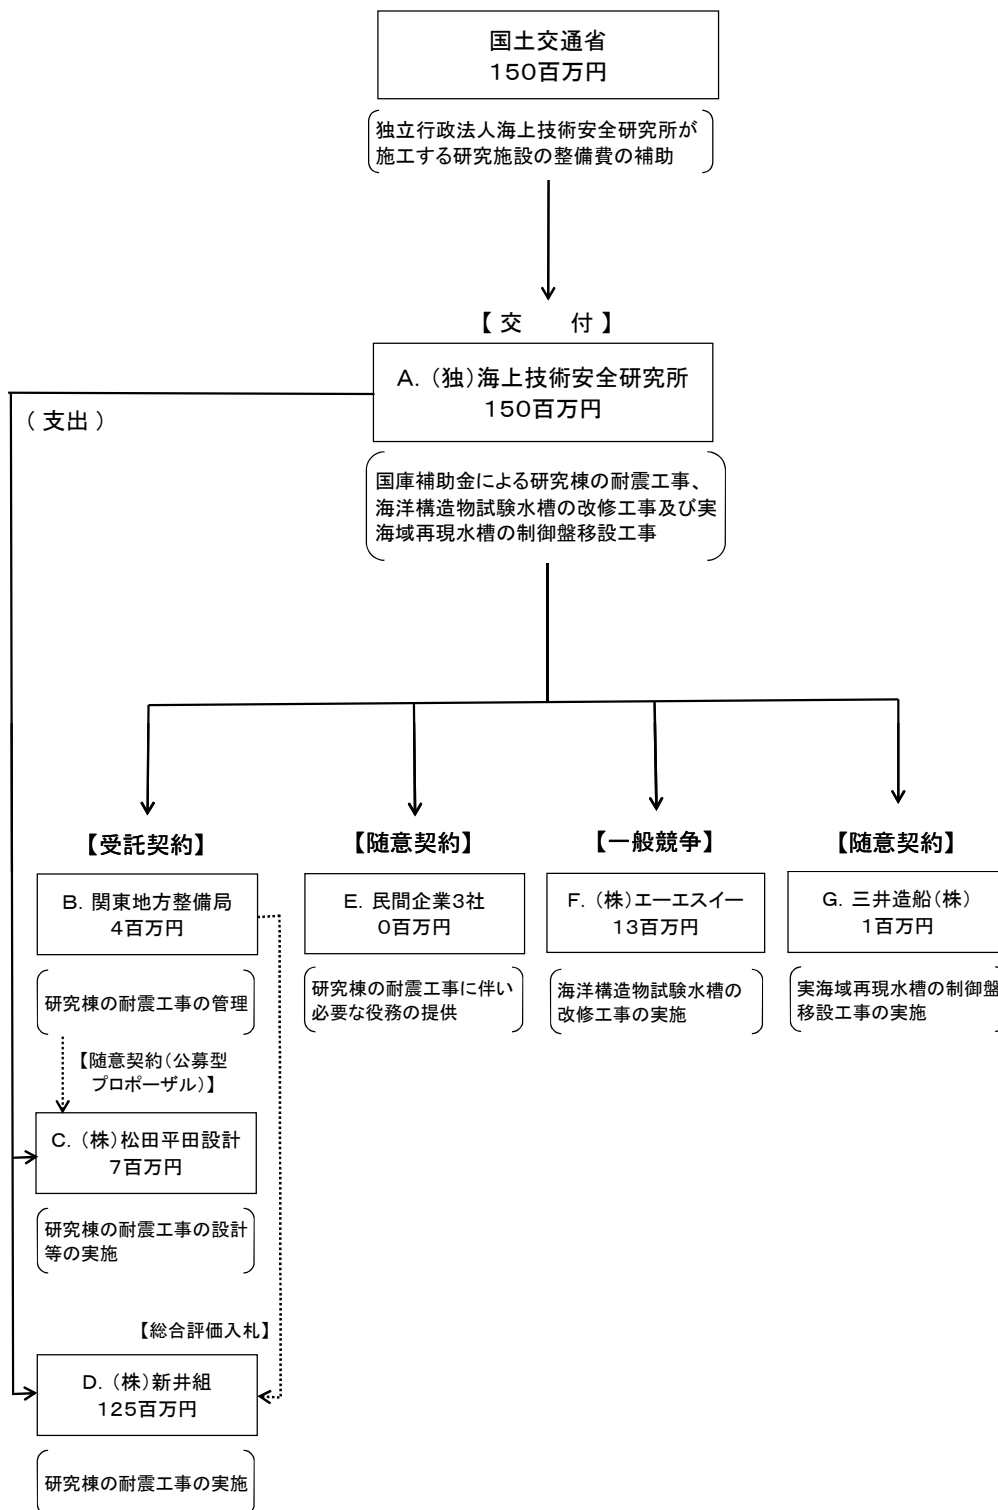 国土交通省
150百万円
独立行政法人海上技術安全研究所が
施工する研究施設の整備費の補助
【 交　　付 】
A. (独)海上技術安全研究所
150百万円
( 支出 )
国庫補助金による研究棟の耐震工事、
海洋構造物試験水槽の改修工事及び実
海域再現水槽の制御盤移設工事
【受託契約】
B. 関東地方整備局
4百万円
研究棟の耐震工事の管理
【随意契約(公募型
プロポーザル)】
C. (株)松田平田設計
7百万円
研究棟の耐震工事の設計
等の実施
【総合評価入札】
D. (株)新井組
125百万円
研究棟の耐震工事の実施
【随意契約】
E. 民間企業3社
0百万円
研究棟の耐震工事に伴い
必要な役務の提供
【一般競争】
F. (株)エーエスイー
13百万円
海洋構造物試験水槽の
改修工事の実施
【随意契約】
G. 三井造船(株)
1百万円
実海域再現水槽の制御盤
移設工事の実施